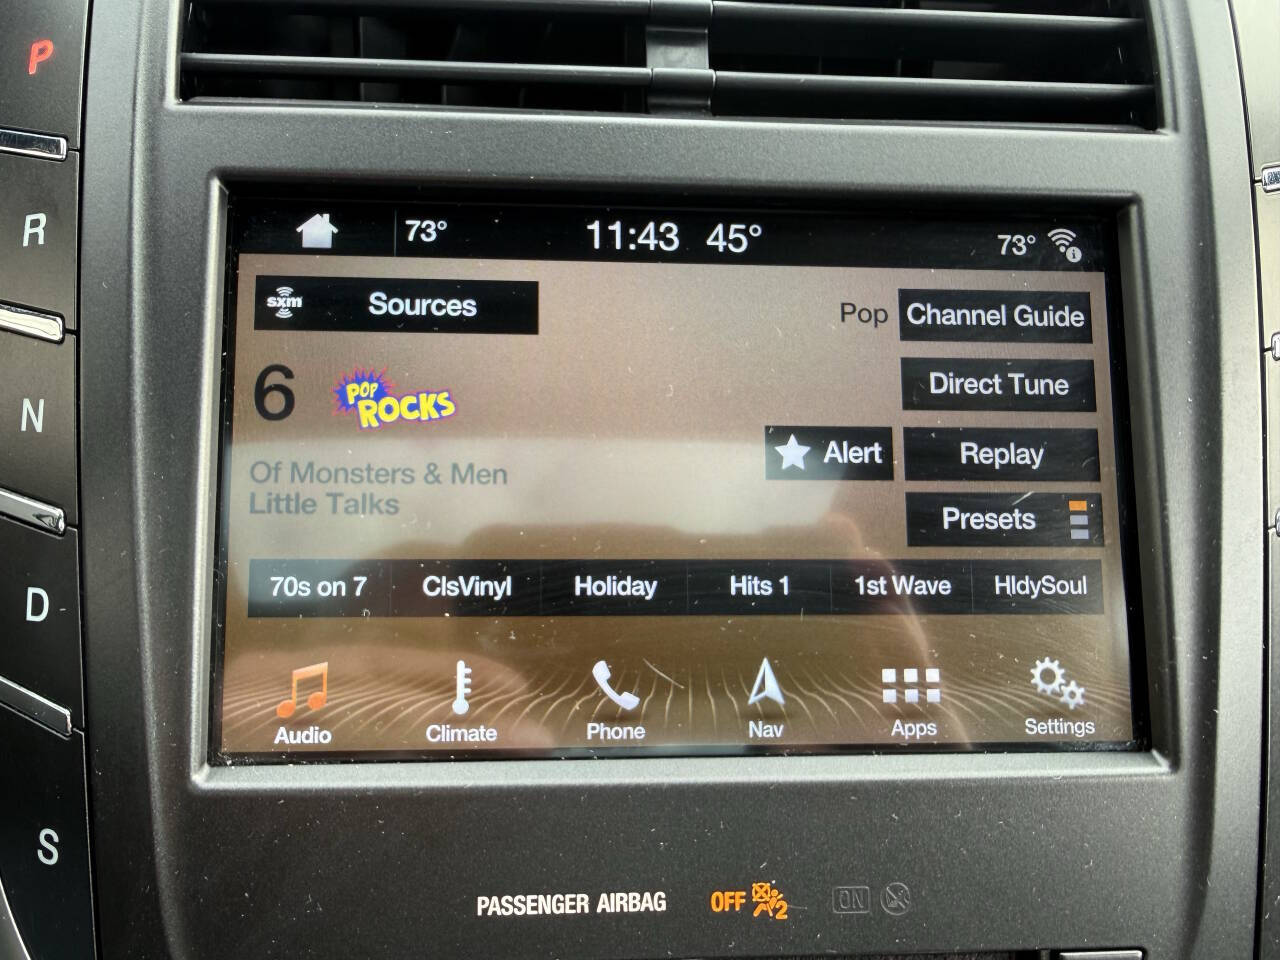 P
R
N
D
S
73° 11:43 45° 73°
sxm Sources
Pop Channel Guide
6 POP ROCKS
Direct Tune
Of Monsters & Men
Little Talks
Alert
Replay
Presets
70s on 7 ClsVinyl Holiday Hits 1 1st Wave HldySoul
Audio Climate Phone Nav Apps Settings
PASSENGER AIRBAG OFF 2 ON